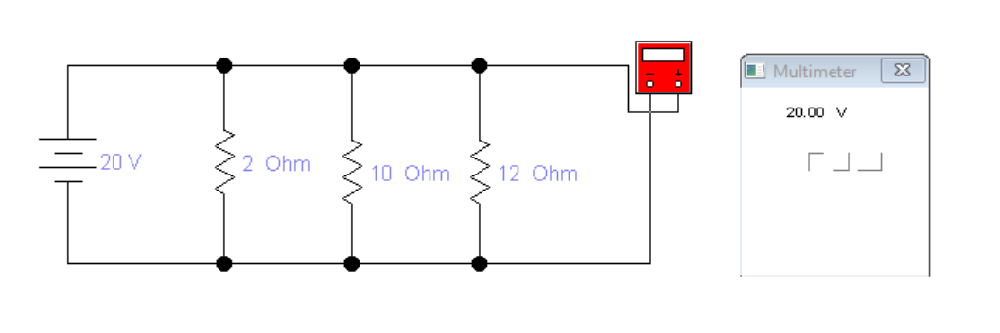 Multimeter
20.00 V
20 V
2 Ohm
10 Ohm
12 Ohm
- +